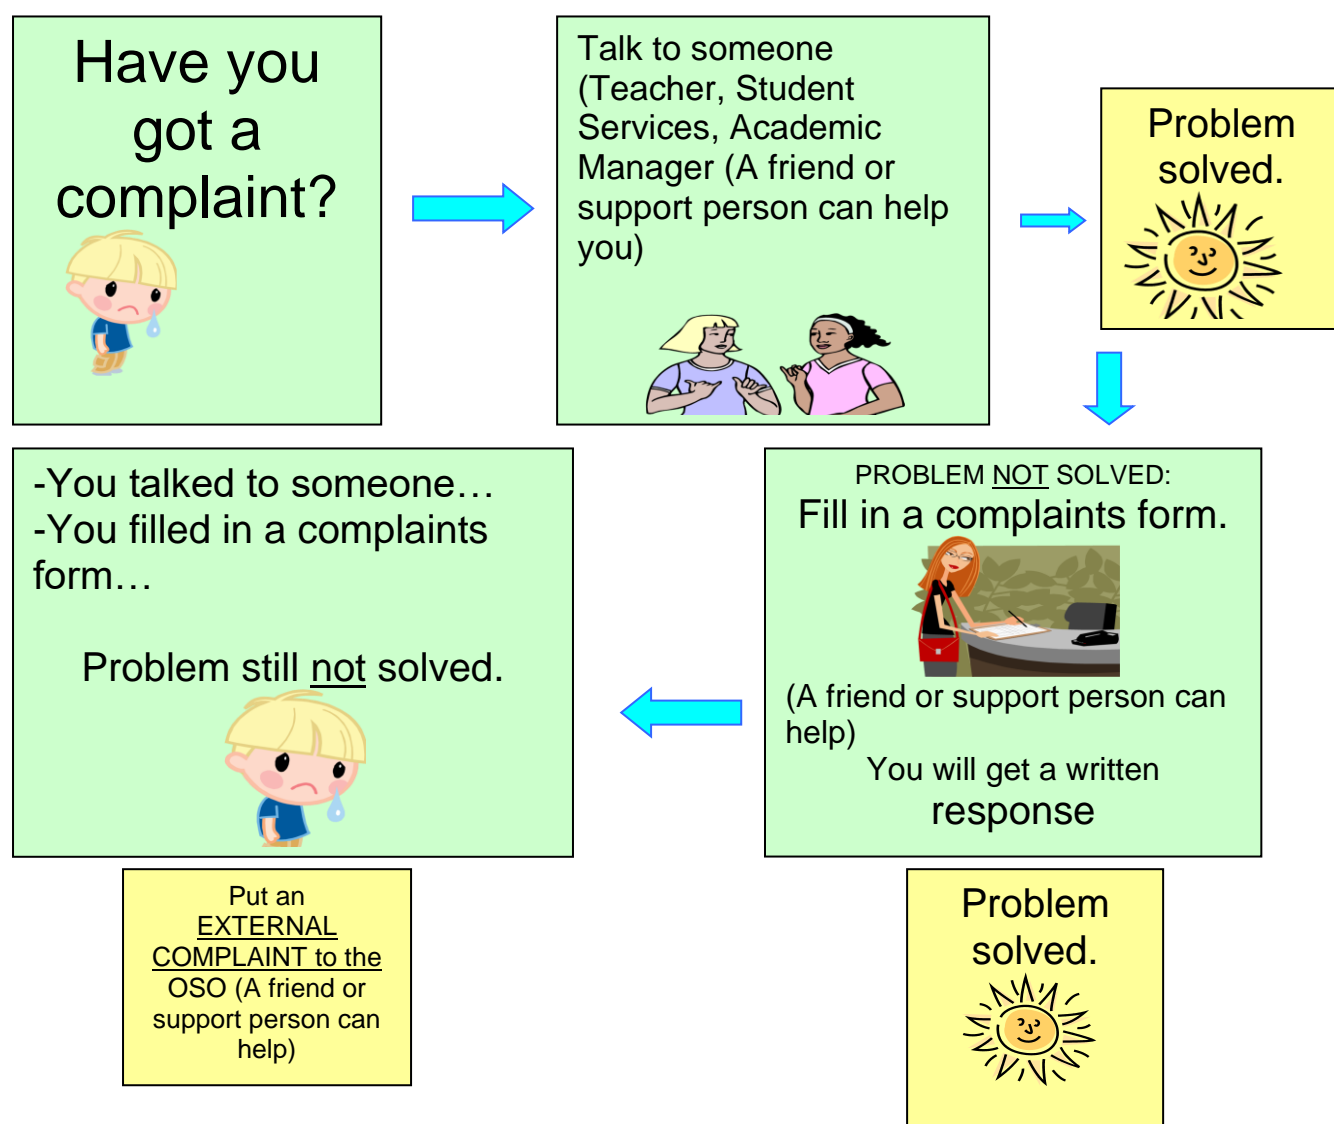 Have you
got a
complaint?
Talk to someone
(Teacher, Student
Services, Academic
Manager (A friend or
support person can help
you)
Problem
solved.
PROBLEM NOT SOLVED:
Fill in a complaints form.
(A friend or support person can
help)
You will get a written
response
Problem
solved.
-You talked to someone…
-You filled in a complaints
form…
Problem still not solved.
Put an
EXTERNAL
COMPLAINT to the
OSO (A friend or
support person can
help)